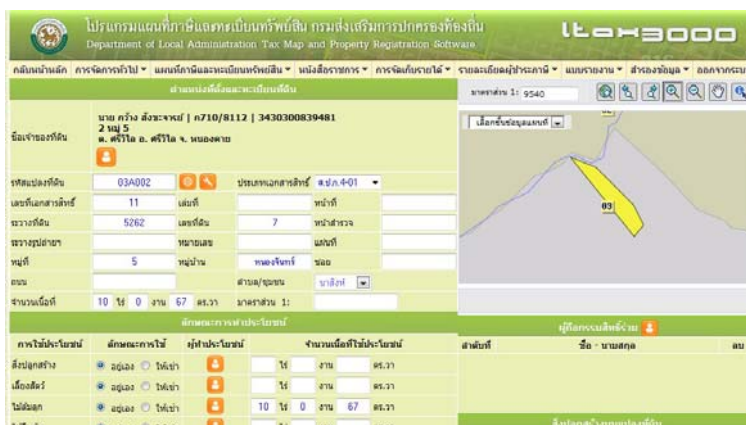 โปรแกรมแผนที่ภาษีและทะเบียนทรัพย์สิน กรมส่งเสริมการปกครองท้องถิ่น
Department of Local Administration Tax Map and Property Registration Software
itax3000
กลับหน้าหลัก การจัดการทั่วไป แผนที่ภาษีและทะเบียนทรัพย์สิน หนังสือราชการ การจัดเก็บรายได้ รายละเอียดผู้ชำระภาษี แบบรายงาน สำรองข้อมูล ออกจากระบบ
ตำแหน่งที่ตั้งและทะเบียนที่ดิน
มาตราส่วน 1: 9540
เลือกชั้นข้อมูลแผนที่
ชื่อเจ้าของที่ดิน
นาย กว้าง สังขะจารย์ | ก710/8112 | 3430300839481
2 หมู่ 5
ต. ศรีวิไล อ. ศรีวิไล จ. หนองคาย
รหัสแปลงที่ดิน 03A002 ประเภทเอกสารสิทธิ์ ส.ป.ก.4-01
เลขที่เอกสารสิทธิ์ 11 เล่มที่ หน้าที่
ระวางที่ดิน 5262 เลขที่ดิน 7 หน้าสำรวจ
ระวางรูปถ่ายฯ หมายเลข แผ่นที่
หมู่ที่ 5 หมู่บ้าน หนองจันทร์ ซอย
ถนน ตำบล/ชุมชน นาสิงห์
จำนวนเนื้อที่ 10 ไร่ 0 งาน 67 ตร.วา มาตราส่วน 1:
03
ลักษณะการทำประโยชน์
ผู้ถือกรรมสิทธิ์ร่วม
การใช้ประโยชน์ ลักษณะการใช้ ผู้ทำประโยชน์ จำนวนเนื้อที่ใช้ประโยชน์
ลำดับที่ ชื่อ - นามสกุล ลบ
สิ่งปลูกสร้าง อยู่เอง ให้เช่า ไร่ งาน ตร.วา
เลี้ยงสัตว์ อยู่เอง ให้เช่า ไร่ งาน ตร.วา
ไม้ล้มลุก อยู่เอง ให้เช่า 10 ไร่ 0 งาน 67 ตร.วา